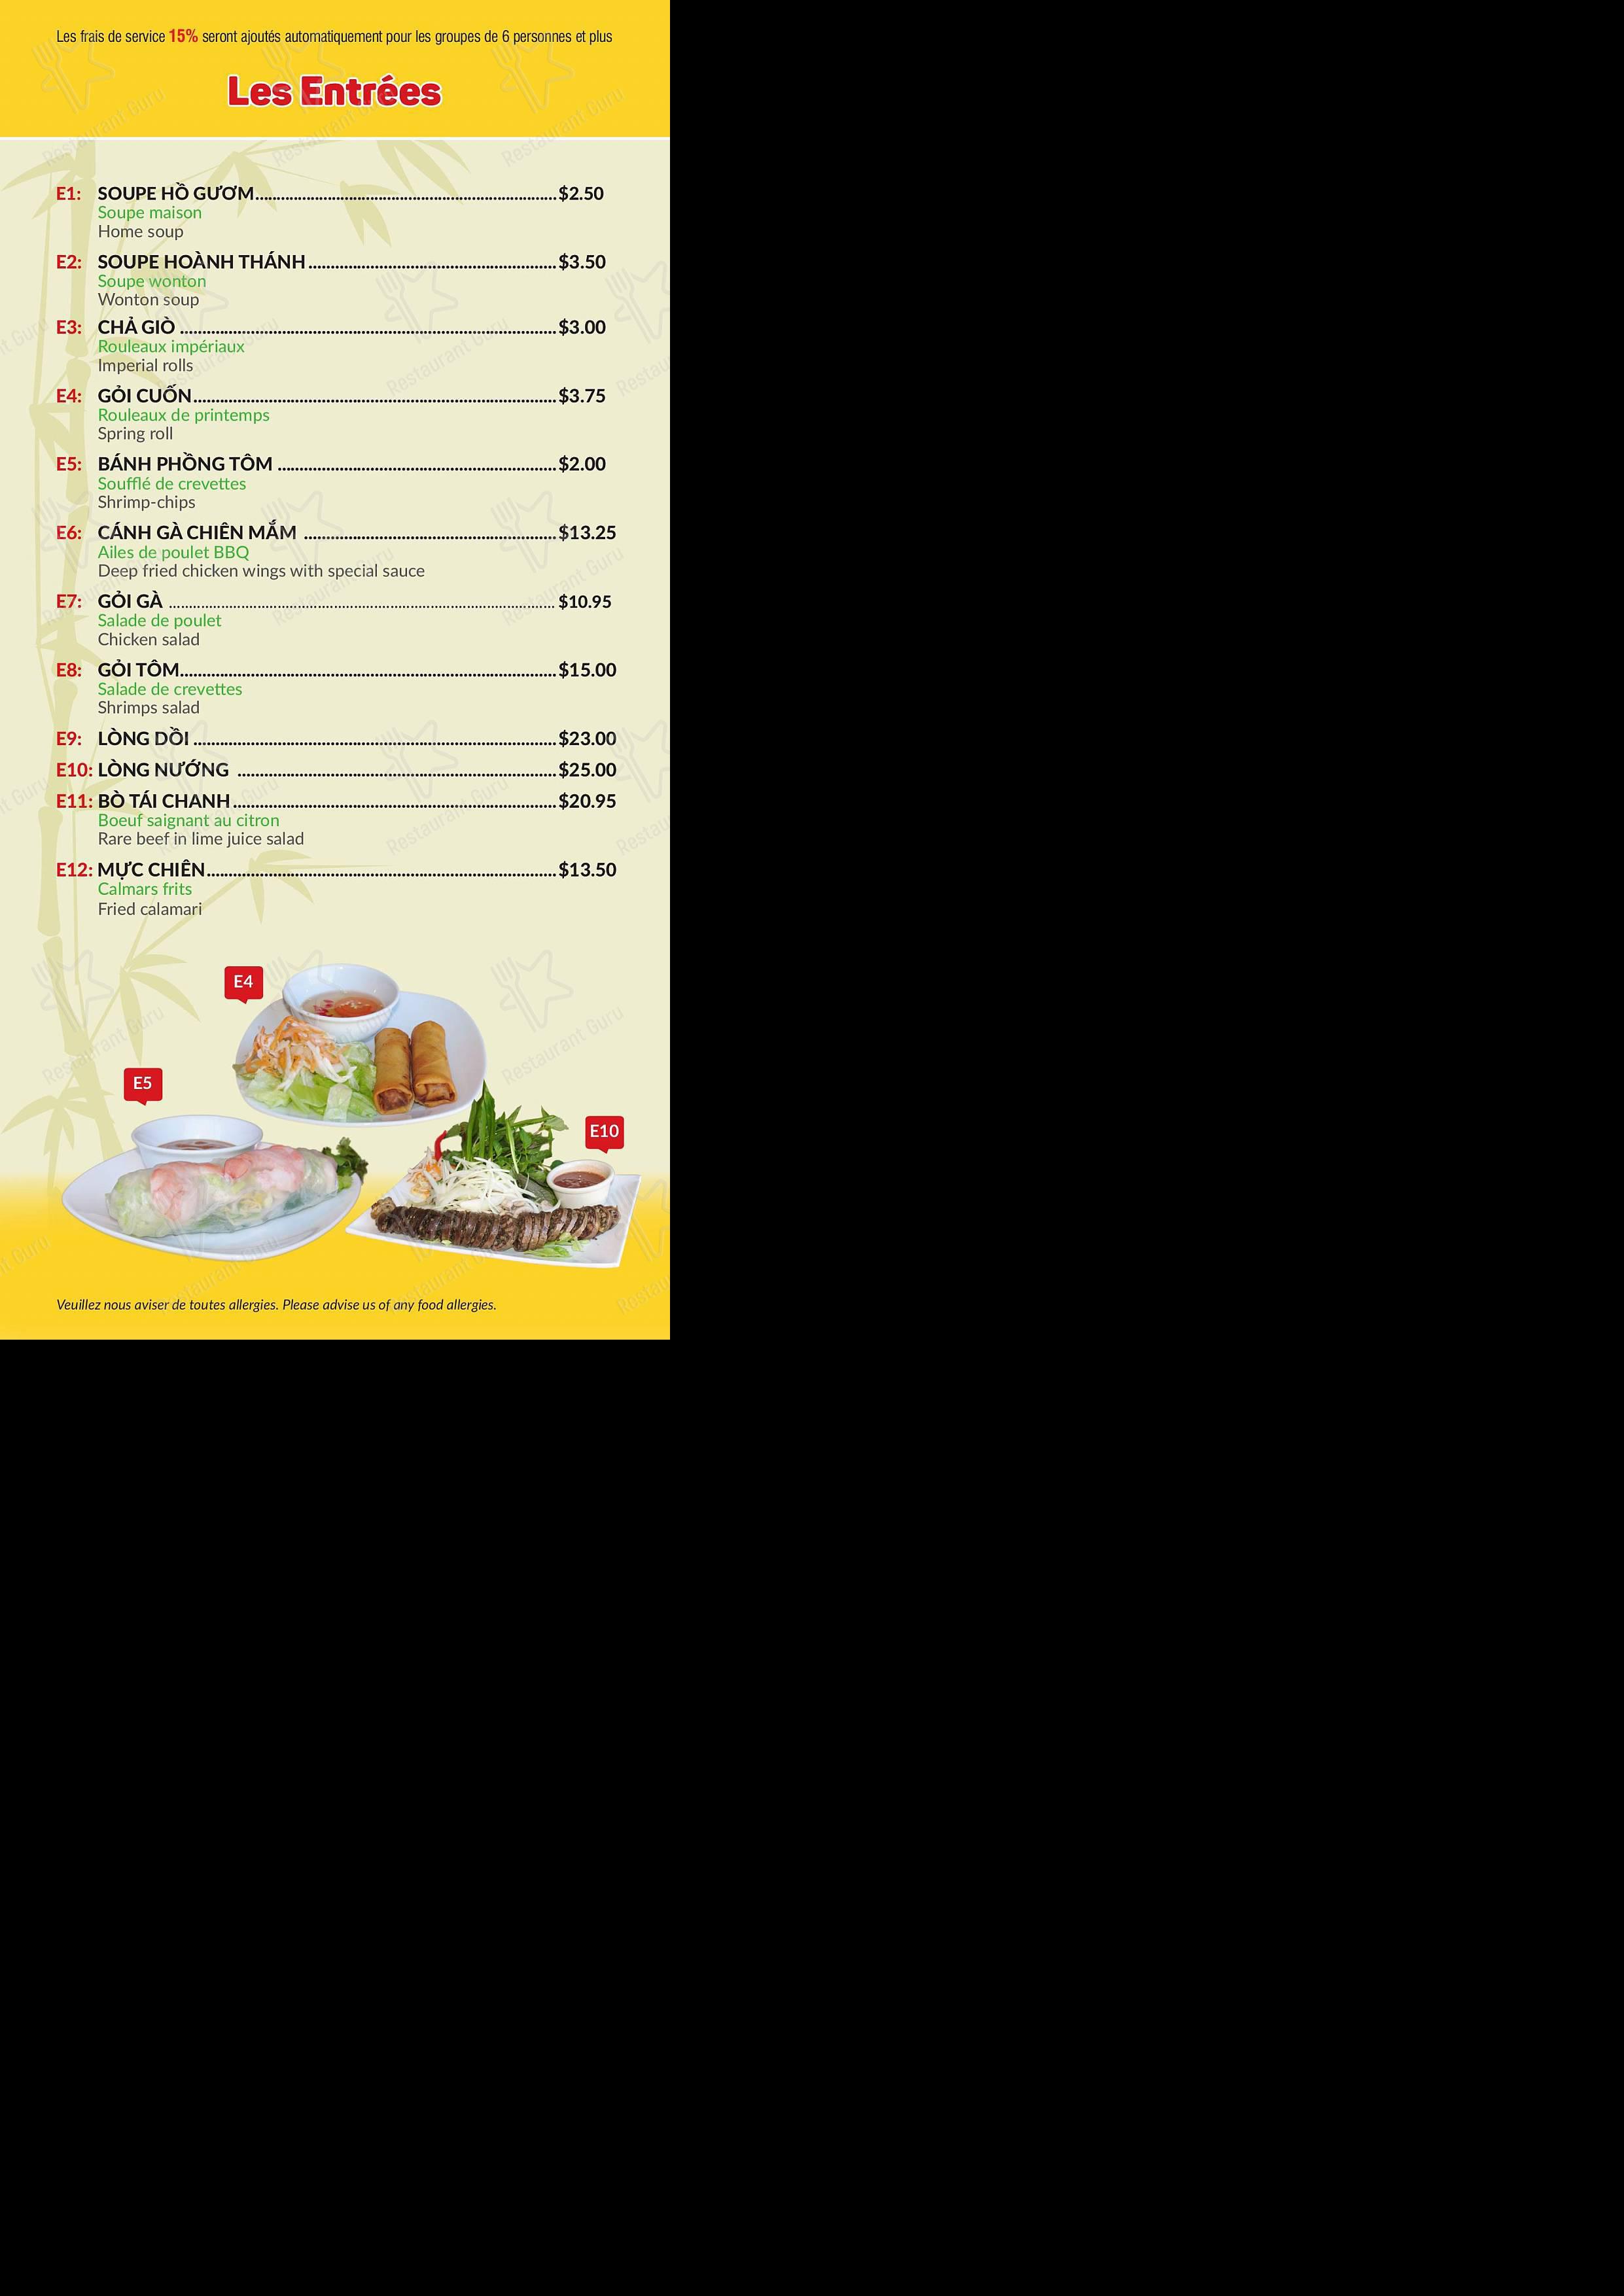 Les frais de service 15% seront ajoutés automatiquement pour les groupes de 6 personnes et plus
Les Entrées
E1: SOUPE HỒ GƯƠM..........$2.50
Soupe maison
Home soup
E2: SOUPE HOÀNH THÁNH..........$3.50
Soupe wonton
Wonton soup
E3: CHẢ GIÒ ..........$3.00
Rouleaux impériaux
Imperial rolls
E4: GỎI CUỐN..........$3.75
Rouleaux de printemps
Spring roll
E5: BÁNH PHỒNG TÔM ..........$2.00
Soufflé de crevettes
Shrimp-chips
E6: CÁNH GÀ CHIÊN MẮM ..........$13.25
Ailes de poulet BBQ
Deep fried chicken wings with special sauce
E7: GỎI GÀ ..........$10.95
Salade de poulet
Chicken salad
E8: GỎI TÔM..........$15.00
Salade de crevettes
Shrimps salad
E9: LÒNG DỒI ..........$23.00
E10: LÒNG NƯỚNG ..........$25.00
E11: BÒ TÁI CHANH..........$20.95
Boeuf saignant au citron
Rare beef in lime juice salad
E12: MỰC CHIÊN..........$13.50
Calmars frits
Fried calamari
E4
E5
E10
Veuillez nous aviser de toutes allergies. Please advise us of any food allergies.
Restaurant Guru